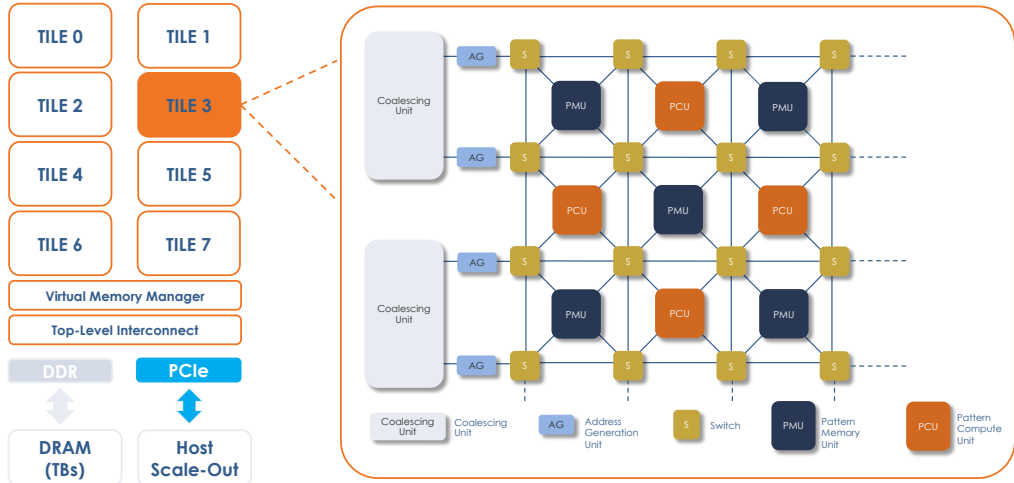 TILE 0
TILE 1
TILE 2
TILE 3
TILE 4
TILE 5
TILE 6
TILE 7
Virtual Memory Manager
Top-Level Interconnect
DDR
PCIe
DRAM
(TBs)
Host
Scale-Out
Coalescing
Unit
AG
S
S
S
S
PMU
PCU
PMU
AG
S
S
S
S
PCU
PMU
PCU
Coalescing
Unit
AG
S
S
S
S
PMU
PCU
PMU
AG
S
S
S
S
Coalescing
Unit
Coalescing
Unit
AG
Address
Generation
Unit
S
Switch
PMU
Pattern
Memory
Unit
PCU
Pattern
Compute
Unit